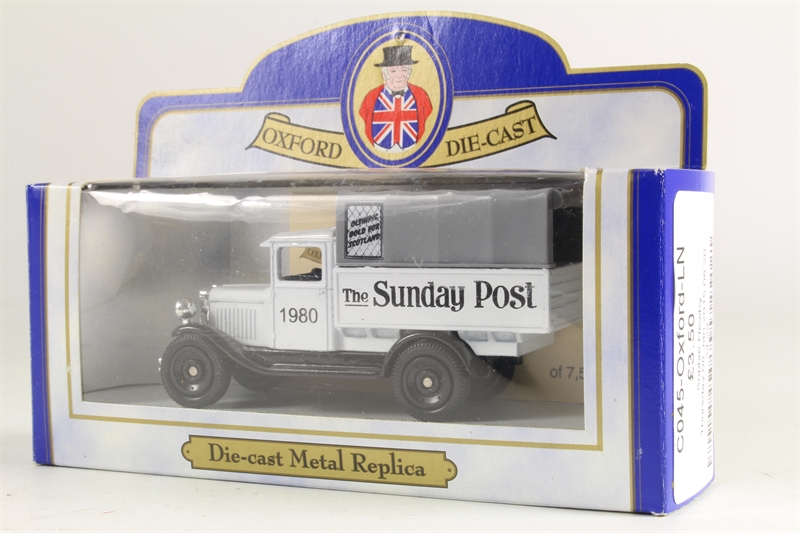 OXFORD DIE-CAST
OLYMPIC
GOLD FOR
SCOTLAND
The Sunday Post
1980
of 7,5
Die-cast Metal Replica
C045-Oxford-LN
£3.50